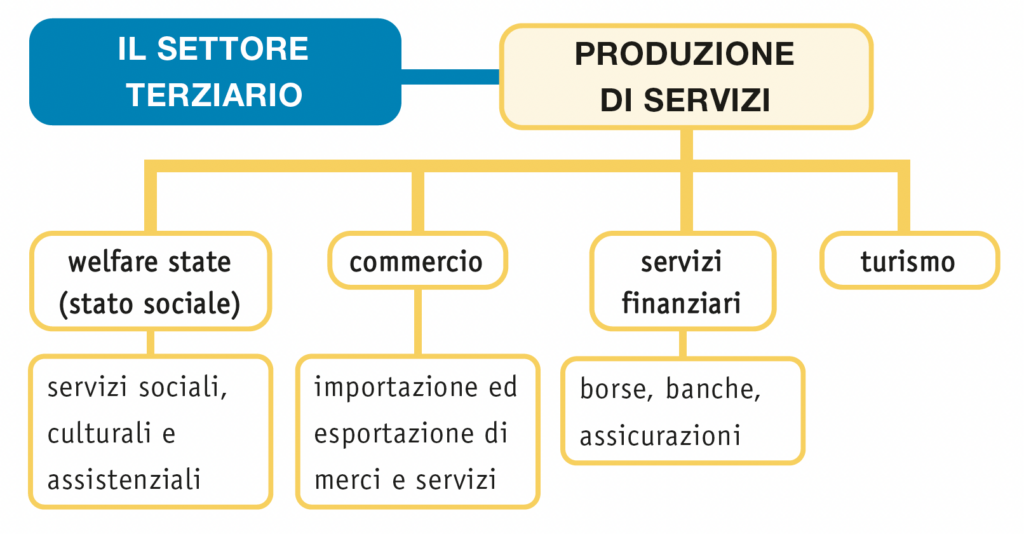 IL SETTORE
TERZIARIO
PRODUZIONE
DI SERVIZI
welfare state
(stato sociale)
commercio
servizi
finanziari
turismo
servizi sociali,
culturali e
assistenziali
importazione ed
esportazione di
merci e servizi
borse, banche,
assicurazioni